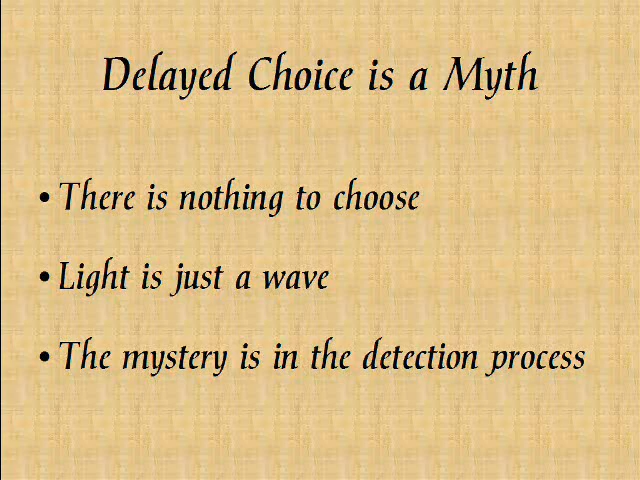 Delayed Choice is a Myth
• There is nothing to choose
• Light is just a wave
• The mystery is in the detection process